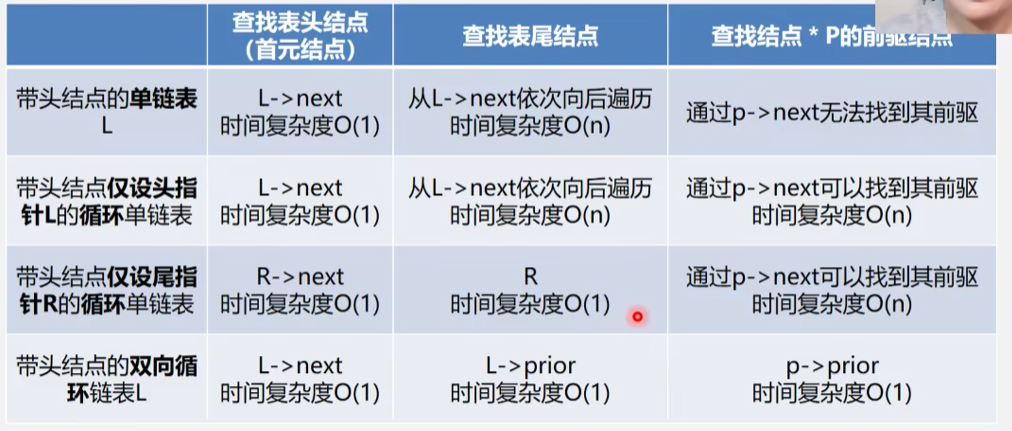 查找表头结点
（首元结点）
查找表尾结点
查找结点 * P的前驱结点
带头结点的单链表
L
L->next
时间复杂度O(1)
从L->next依次向后遍历
时间复杂度O(n)
通过p->next无法找到其前驱
带头结点仅设头指
针L的循环单链表
L->next
时间复杂度O(1)
从L->next依次向后遍历
时间复杂度O(n)
通过p->next可以找到其前驱
时间复杂度O(n)
带头结点仅设尾指
针R的循环单链表
R->next
时间复杂度O(1)
R
时间复杂度O(1)
通过p->next可以找到其前驱
时间复杂度O(n)
带头结点的双向循
环链表L
L->next
时间复杂度O(1)
L->prior
时间复杂度O(1)
p->prior
时间复杂度O(1)